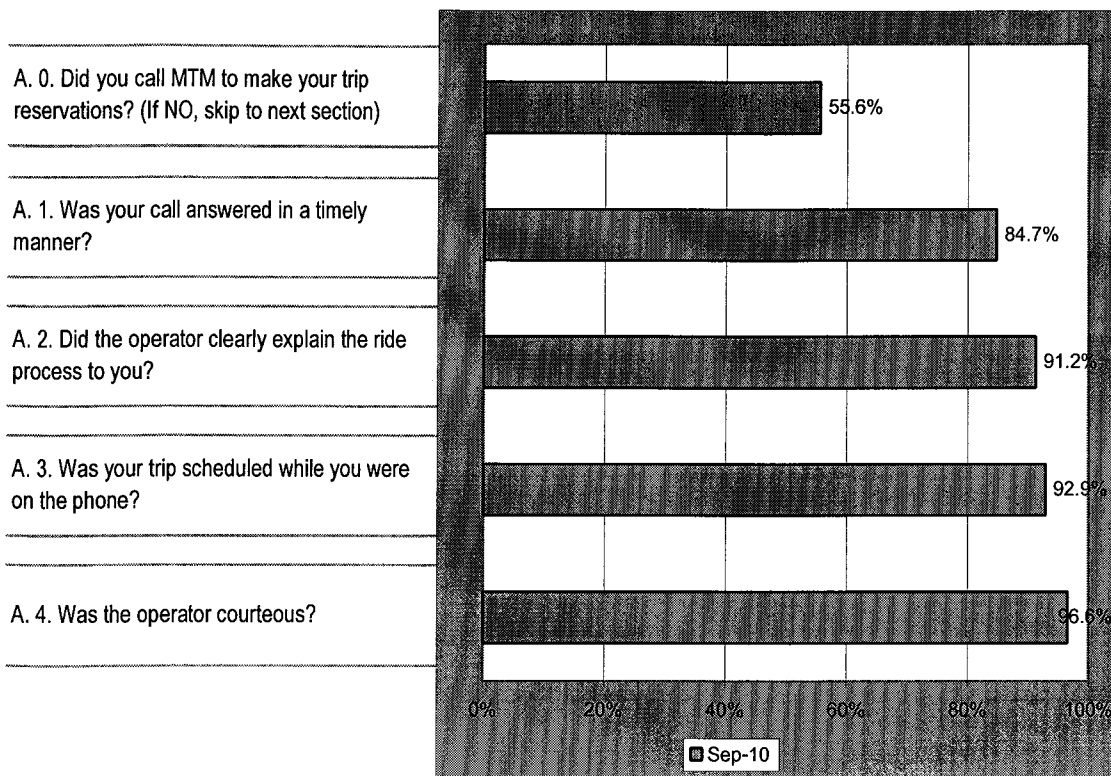 A. 0. Did you call MTM to make your trip
reservations? (If NO, skip to next section)
55.6%
A. 1. Was your call answered in a timely
manner?
84.7%
A. 2. Did the operator clearly explain the ride
process to you?
91.2%
A. 3. Was your trip scheduled while you were
on the phone?
92.9%
A. 4. Was the operator courteous?
96.6%
0% 20% 40% 60% 80% 100%
Sep-10